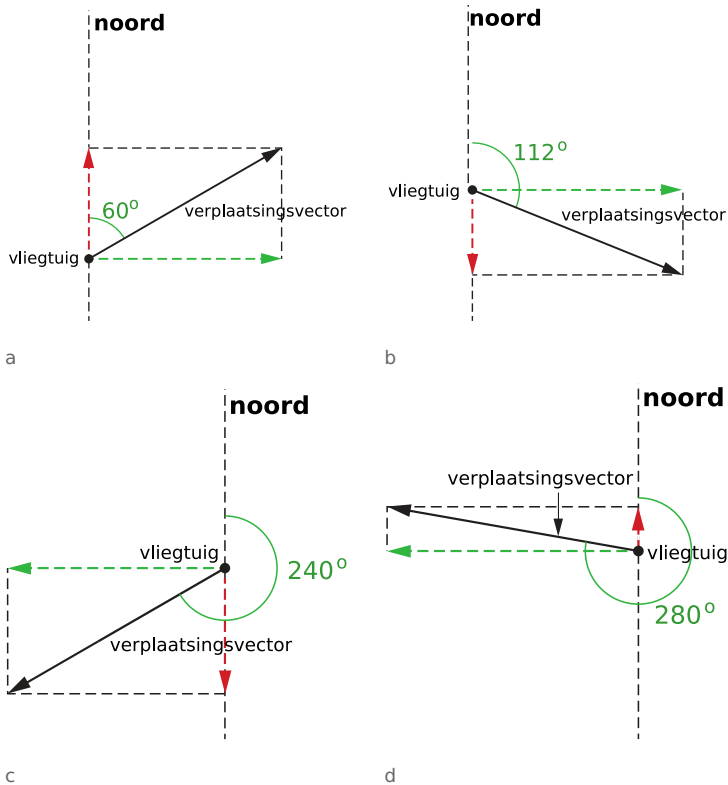 noord
60°
verplaatsingsvector
vliegtuig
a
noord
112°
vliegtuig
verplaatsingsvector
b
noord
vliegtuig
240°
verplaatsingsvector
c
noord
verplaatsingsvector
vliegtuig
280°
d